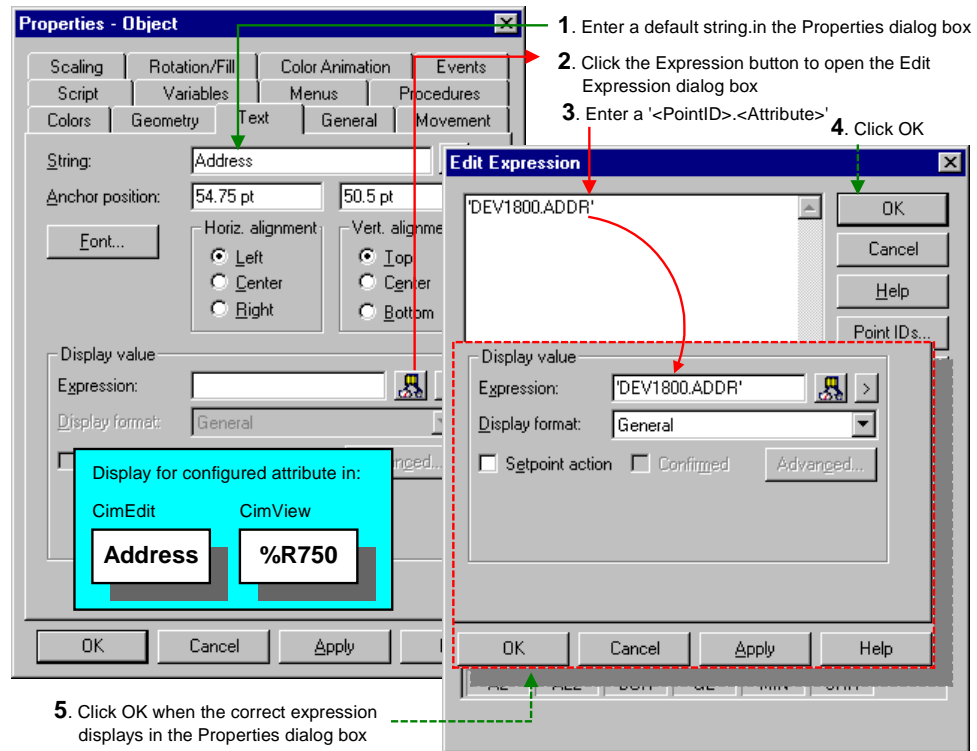 Properties - Object
1. Enter a default string.in the Properties dialog box
2. Click the Expression button to open the Edit
Expression dialog box
3. Enter a '<PointID>.<Attribute>'
4. Click OK
Scaling Rotation/Fill Color Animation Events
Script Variables Menus Procedures
Colors Geometry Text General Movement
String: Address
Anchor position: 54.75 pt 50.5 pt
Font...
Horiz. alignment
Left
Center
Right
Vert. alignme
Top
Center
Bottom
Display value
Expression:
Display format: General
Display for configured attribute in:
CimEdit CimView
Address %R750
OK Cancel Apply
Edit Expression
'DEV1800.ADDR'
OK
Cancel
Help
Point IDs...
Display value
Expression: 'DEV1800.ADDR' >
Display format: General
Setpoint action Confirmed Advanced...
OK Cancel Apply Help
5. Click OK when the correct expression
displays in the Properties dialog box